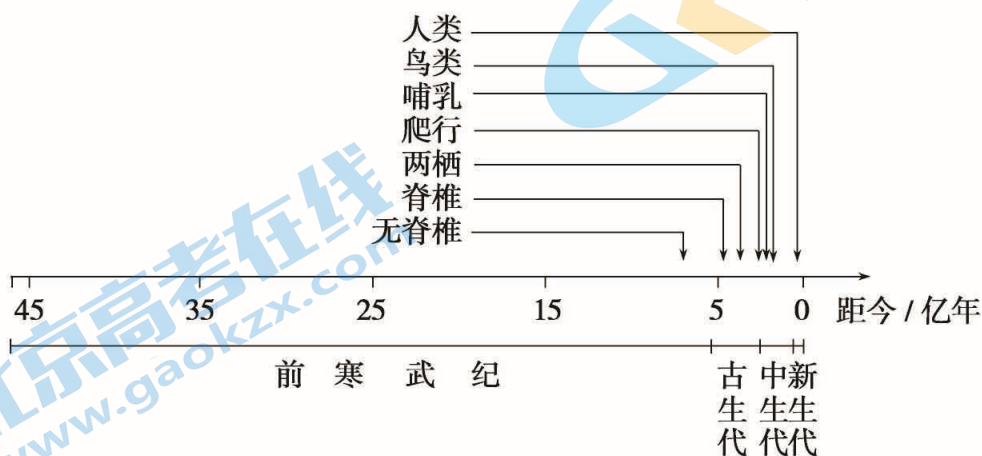 人类
鸟类
哺乳
爬行
两栖
脊椎
无脊椎
45 35 25 15 5 0 距今/亿年
前寒武纪 古生代 中生代 新生代
北京高考在线
www.gaokzx.com